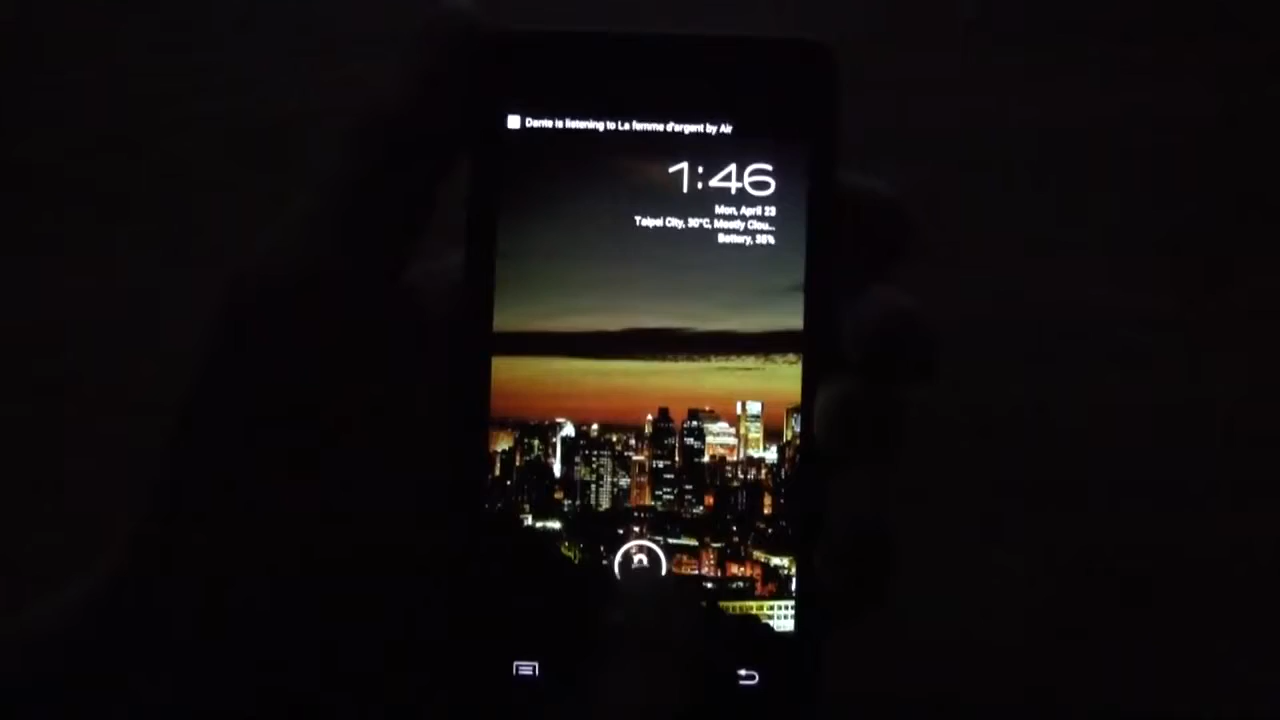 Dante is listening to La femme d'argent by Air
1:46
Mon, April 23
Taipei City, 30°C, Mostly Clou...
Battery, 35%